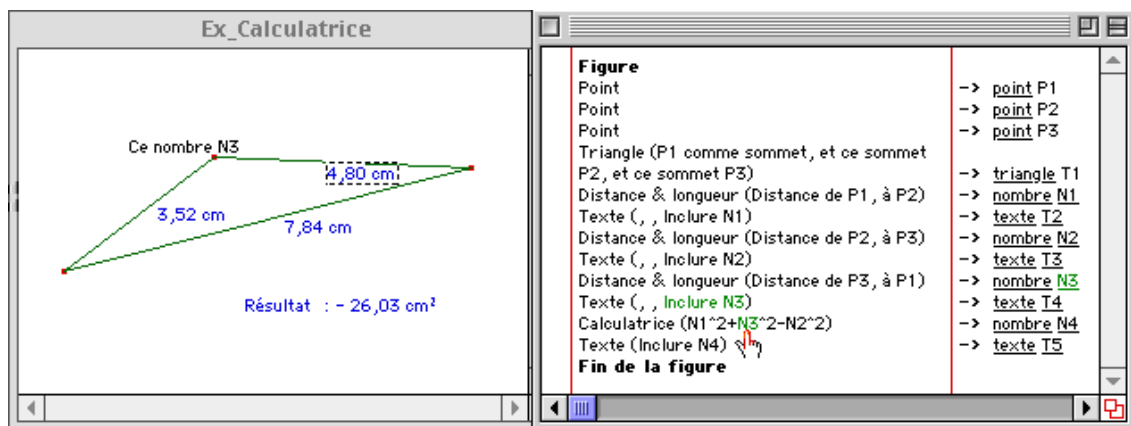 Ex_Calculatrice
Ce nombre N3
4,80 cm
3,52 cm
7,84 cm
Résultat : - 26,03 cm²
Figure
Point -> point P1
Point -> point P2
Point -> point P3
Triangle (P1 comme sommet, et ce sommet
P2, et ce sommet P3) -> triangle T1
Distance & longueur (Distance de P1, à P2) -> nombre N1
Texte (, , Inclure N1) -> texte T2
Distance & longueur (Distance de P2, à P3) -> nombre N2
Texte (, , Inclure N2) -> texte T3
Distance & longueur (Distance de P3, à P1) -> nombre N3
Texte (, , Inclure N3) -> texte T4
Calculatrice (N1^2+N3^2-N2^2) -> nombre N4
Texte (Inclure N4) -> texte T5
Fin de la figure